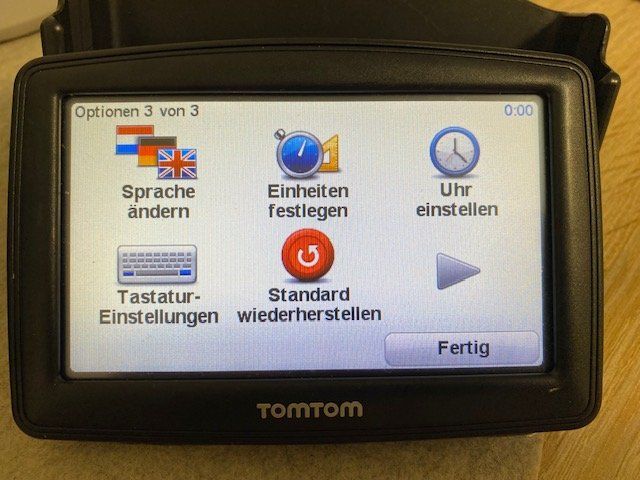 Optionen 3 von 3
0:00
Sprache
ändern
Einheiten
festlegen
Uhr
einstellen
Tastatur-
Einstellungen
Standard
wiederherstellen
Fertig
TOMTOM